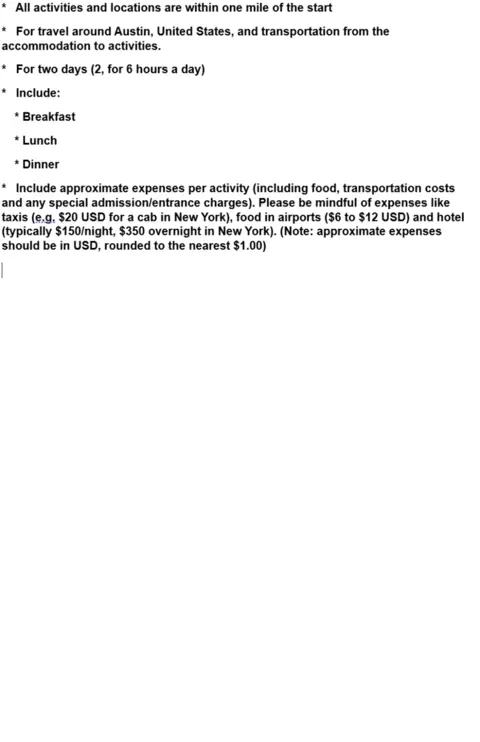 * All activities and locations are within one mile of the start
* For travel around Austin, United States, and transportation from the
accommodation to activities.
* For two days (2, for 6 hours a day)
* Include:
* Breakfast
* Lunch
* Dinner
* Include approximate expenses per activity (including food, transportation costs
and any special admission/entrance charges). Please be mindful of expenses like
taxis (e.g. $20 USD for a cab in New York), food in airports ($6 to $12 USD) and hotel
(typically $150/night, $350 overnight in New York). (Note: approximate expenses
should be in USD, rounded to the nearest $1.00)